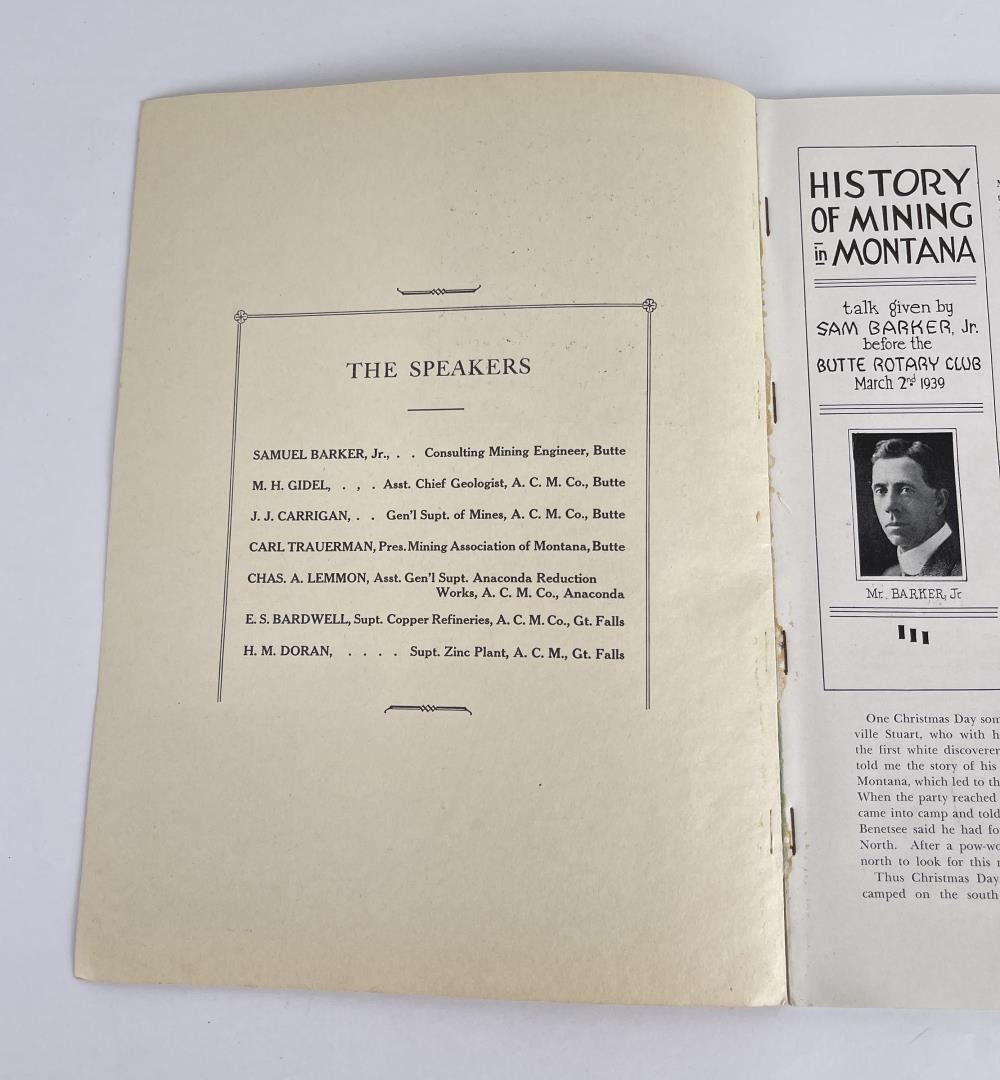 THE SPEAKERS
SAMUEL BARKER, Jr., . . Consulting Mining Engineer, Butte
M. H. GIDEL, . , . Asst. Chief Geologist, A. C. M. Co., Butte
J. J. CARRIGAN, . . Gen'l Supt. of Mines, A. C. M. Co., Butte
CARL TRAUERMAN, Pres. Mining Association of Montana, Butte
CHAS. A. LEMMON, Asst. Gen'l Supt. Anaconda Reduction
Works, A. C. M. Co., Anaconda
E. S. BARDWELL, Supt. Copper Refineries, A. C. M. Co., Gt. Falls
H. M. DORAN, . . . . Supt. Zinc Plant, A. C. M., Gt. Falls
HISTORY
OF MINING
in MONTANA
talk given by
SAM BARKER, Jr.
before the
BUTTE ROTARY CLUB
March 2nd 1939
Mr. BARKER, Jr
One Christmas Day som
ville Stuart, who with h
the first white discoverer
told me the story of his
Montana, which led to th
When the party reached
came into camp and told
Benetsee said he had fo
North. After a pow-wo
north to look for this
Thus Christmas Day
camped on the south